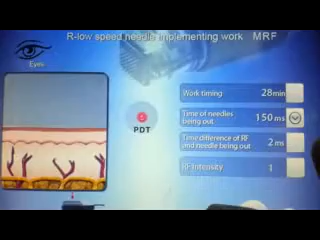 R-low speed needle implementing work MRF
Eyes
Work timing 28min
Time of needles
being out 150 ms
Time difference of RF
and needle being out 2 ms
RF Intensity 1
PDT